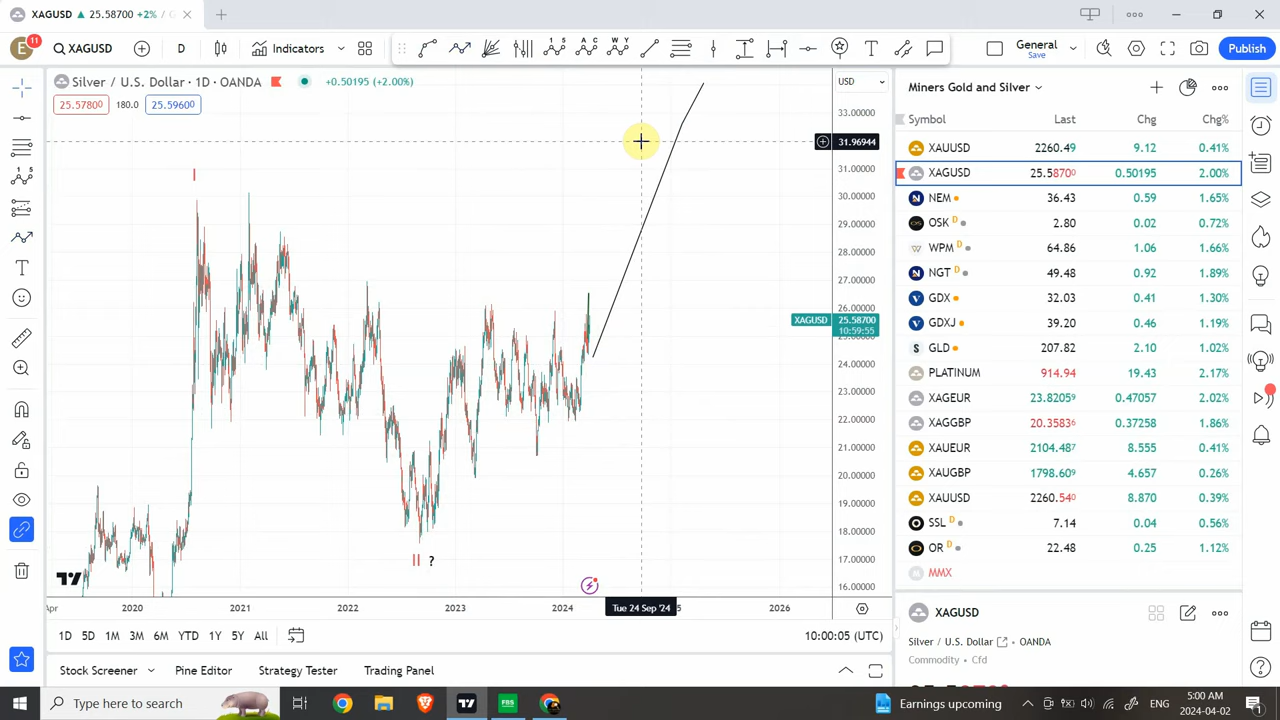 XAGUSD ▲ 25.58700 +2% / G
E 11 XAGUSD D Indicators General Save Publish
Silver / U.S. Dollar · 1D · OANDA +0.50195 (+2.00%)
25.57800 180.0 25.59600
USD
33.00000
31.96944
31.00000
30.00000
29.00000
28.00000
27.00000
26.00000
XAGUSD 25.58700
10:59:55
25.00000
24.00000
23.00000
22.00000
21.00000
20.00000
19.00000
18.00000
17.00000
16.00000
I
II ?
Apr 2020 2021 2022 2023 2024 Tue 24 Sep '24 5 2026
1D 5D 1M 3M 6M YTD 1Y 5Y All 10:00:05 (UTC)
Stock Screener Pine Editor Strategy Tester Trading Panel
Miners Gold and Silver
Symbol Last Chg Chg%
XAUUSD 2260.49 9.12 0.41%
XAGUSD 25.58700 0.50195 2.00%
NEM 36.43 0.59 1.65%
OSK D 2.80 0.02 0.72%
WPM D 64.86 1.06 1.66%
NGT D 49.48 0.92 1.89%
GDX 32.03 0.41 1.30%
GDXJ 39.20 0.46 1.19%
GLD 207.82 2.10 1.02%
PLATINUM 914.94 19.43 2.17%
XAGEUR 23.82059 0.47057 2.02%
XAGGBP 20.35836 0.37258 1.86%
XAUEUR 2104.487 8.555 0.41%
XAUGBP 1798.609 4.657 0.26%
XAUUSD 2260.540 8.870 0.39%
SSL D 7.14 0.04 0.56%
OR D 22.48 0.25 1.12%
MMX
XAGUSD
Silver / U.S. Dollar OANDA
Commodity · Cfd
Type here to search
FBS
Earnings upcoming
ENG
5:00 AM
2024-04-02